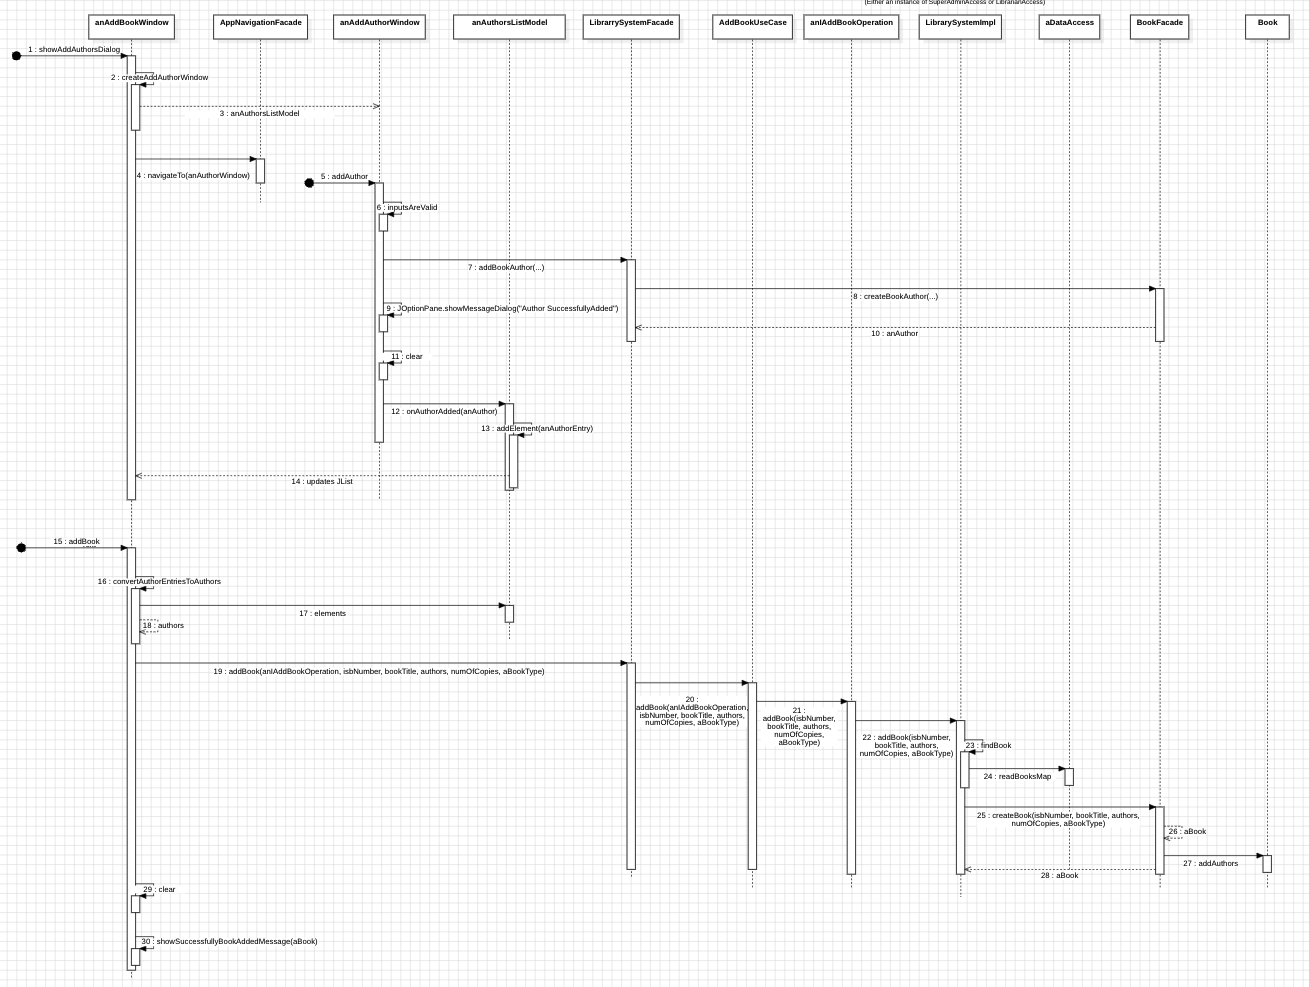 (Either an instance of SuperAdminAccess or LibrarianAccess)
anAddBookWindow
AppNavigationFacade
anAddAuthorWindow
anAuthorsListModel
LibrarrySystemFacade
AddBookUseCase
anIAddBookOperation
LibrarySystemImpl
aDataAccess
BookFacade
Book
1 : showAddAuthorsDialog
2 : createAddAuthorWindow
3 : anAuthorsListModel
4 : navigateTo(anAuthorWindow)
5 : addAuthor
6 : inputsAreValid
7 : addBookAuthor(...)
8 : createBookAuthor(...)
9 : JOptionPane.showMessageDialog("Author SuccessfullyAdded")
10 : anAuthor
11 : clear
12 : onAuthorAdded(anAuthor)
13 : addElement(anAuthorEntry)
14 : updates JList
15 : addBook
16 : convertAuthorEntriesToAuthors
17 : elements
18 : authors
19 : addBook(anIAddBookOperation, isbNumber, bookTitle, authors, numOfCopies, aBookType)
20 :
addBook(anIAddBookOperation,
isbNumber, bookTitle, authors,
numOfCopies, aBookType)
21 :
addBook(isbNumber,
bookTitle, authors,
numOfCopies,
aBookType)
22 : addBook(isbNumber,
bookTitle, authors,
numOfCopies, aBookType)
23 : findBook
24 : readBooksMap
25 : createBook(isbNumber, bookTitle, authors,
numOfCopies, aBookType)
26 : aBook
27 : addAuthors
28 : aBook
29 : clear
30 : showSuccessfullyBookAddedMessage(aBook)